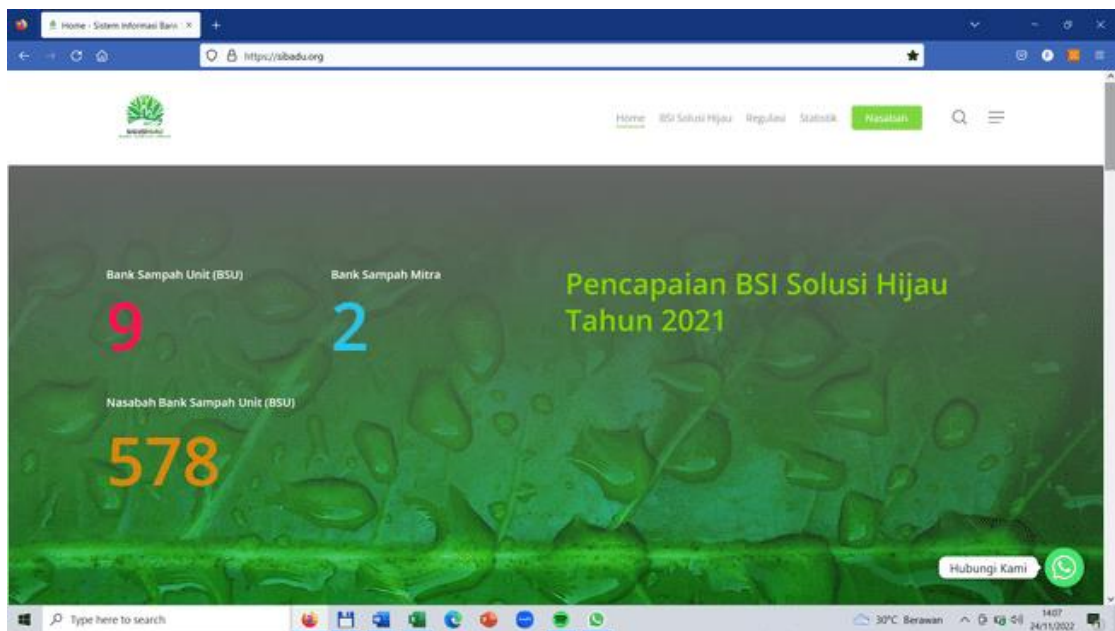 Home - Sistem Informasi Bank
https://sibadu.org
Home BSI Solusi Hijau Regulasi Statistik Nasabah
Bank Sampah Unit (BSU)
9
Bank Sampah Mitra
2
Pencapaian BSI Solusi Hijau
Tahun 2021
Nasabah Bank Sampah Unit (BSU)
578
Hubungi Kami
Type here to search
30°C Berawan
14:07
24/11/2022